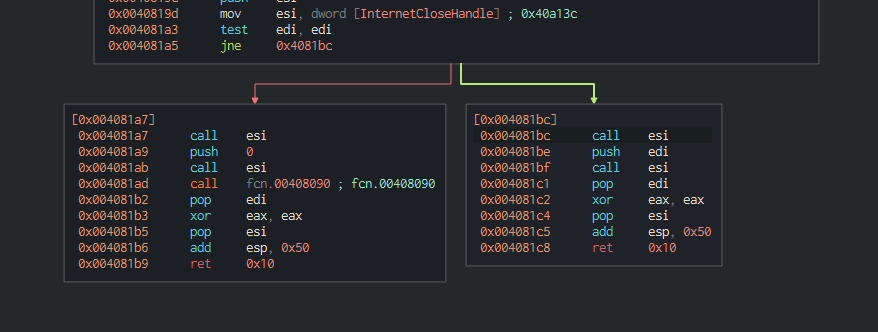 0x0040819c push esi
0x0040819d mov esi, dword [InternetCloseHandle] ; 0x40a13c
0x004081a3 test edi, edi
0x004081a5 jne 0x4081bc
[0x004081a7]
0x004081a7 call esi
0x004081a9 push 0
0x004081ab call esi
0x004081ad call fcn.00408090 ; fcn.00408090
0x004081b2 pop edi
0x004081b3 xor eax, eax
0x004081b5 pop esi
0x004081b6 add esp, 0x50
0x004081b9 ret 0x10
[0x004081bc]
0x004081bc call esi
0x004081be push edi
0x004081bf call esi
0x004081c1 pop edi
0x004081c2 xor eax, eax
0x004081c4 pop esi
0x004081c5 add esp, 0x50
0x004081c8 ret 0x10